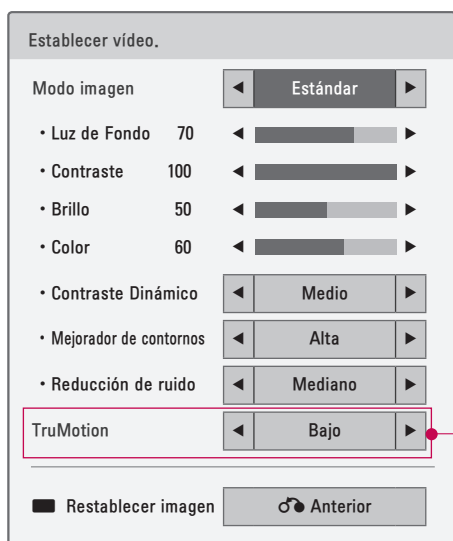 Establecer vídeo.
Modo imagen ◀ Estándar ▶
• Luz de Fondo 70 ◀ ▶
• Contraste 100 ◀ ▶
• Brillo 50 ◀ ▶
• Color 60 ◀ ▶
• Contraste Dinámico ◀ Medio ▶
• Mejorador de contornos ◀ Alta ▶
• Reducción de ruido ◀ Mediano ▶
TruMotion ◀ Bajo ▶
Restablecer imagen Anterior